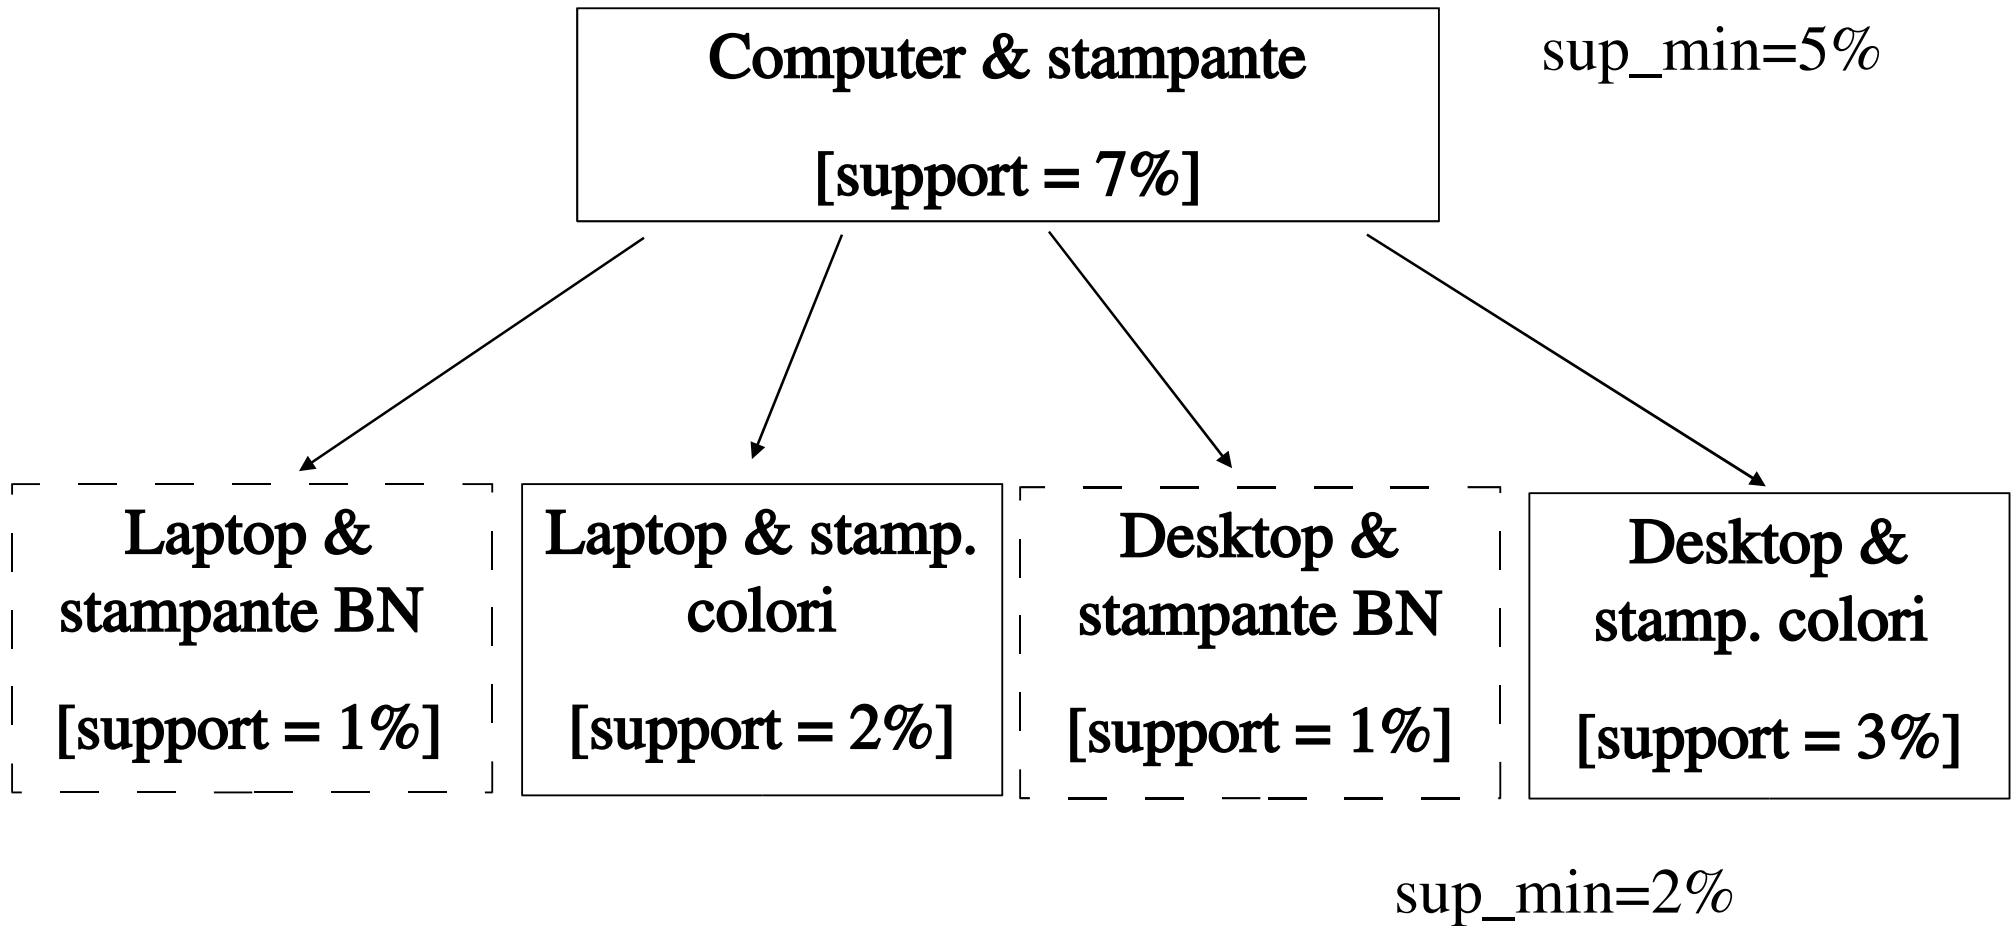 Computer & stampante
[support = 7%]
sup_min=5%
Laptop &
stampante BN
[support = 1%]
Laptop & stamp.
colori
[support = 2%]
Desktop &
stampante BN
[support = 1%]
Desktop &
stamp. colori
[support = 3%]
sup_min=2%